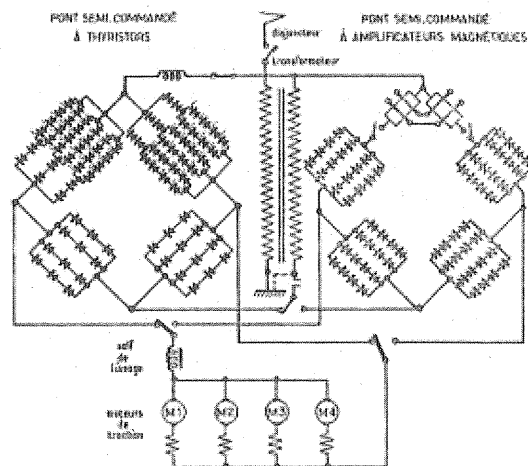 PONT SEMI.COMMANDÉ
À THYRISTORS
disjoncteur
transformateur
PONT SEMI.COMMANDÉ
À AMPLIFICATEURS MAGNÉTIQUES
self
de
lissage
moteurs
de
traction
M1
M2
M3
M4